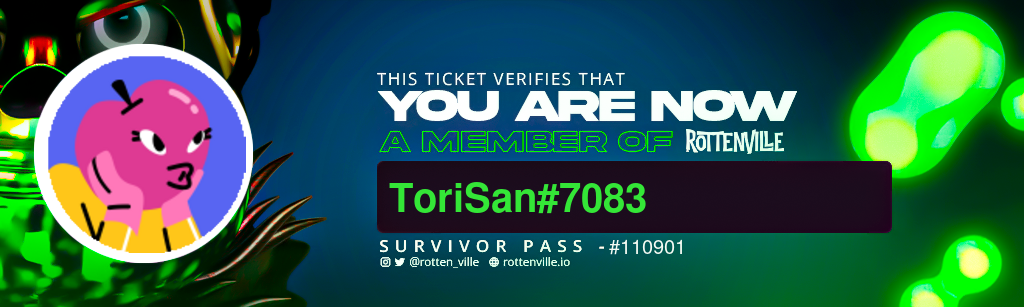 THIS TICKET VERIFIES THAT
YOU ARE NOW
A MEMBER OF ROTTENVILLE
ToriSan#7083
SURVIVOR PASS - #110901
@rotten_ville rottenville.io